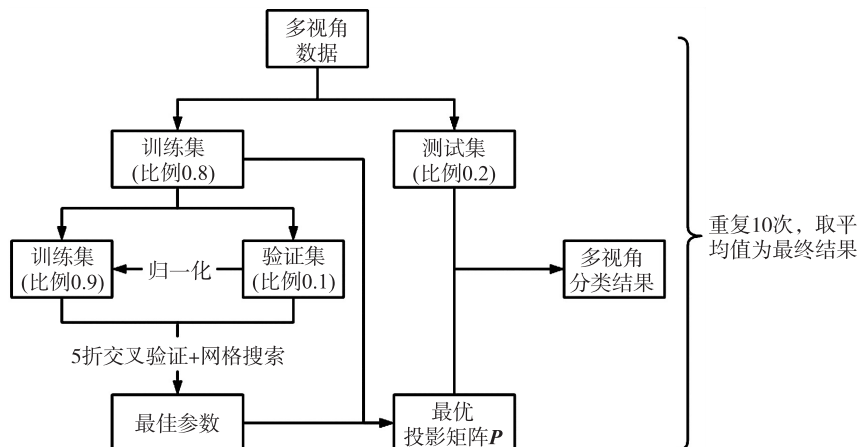 多视角
数据
训练集
(比例0.8)
测试集
(比例0.2)
训练集
(比例0.9)
归一化
验证集
(比例0.1)
多视角
分类结果
重复10次，取平
均值为最终结果
5折交叉验证+网格搜索
最佳参数
最优
投影矩阵P